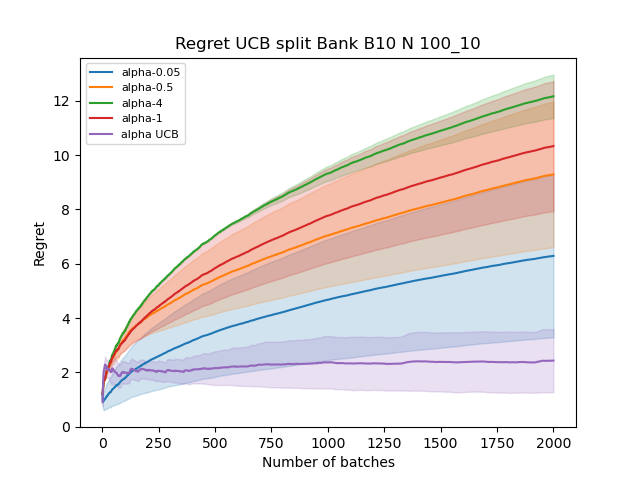 Regret UCB split Bank B10 N 100_10
alpha-0.05
alpha-0.5
alpha-4
alpha-1
alpha UCB
12
10
8
6
4
2
0
Regret
0 250 500 750 1000 1250 1500 1750 2000
Number of batches